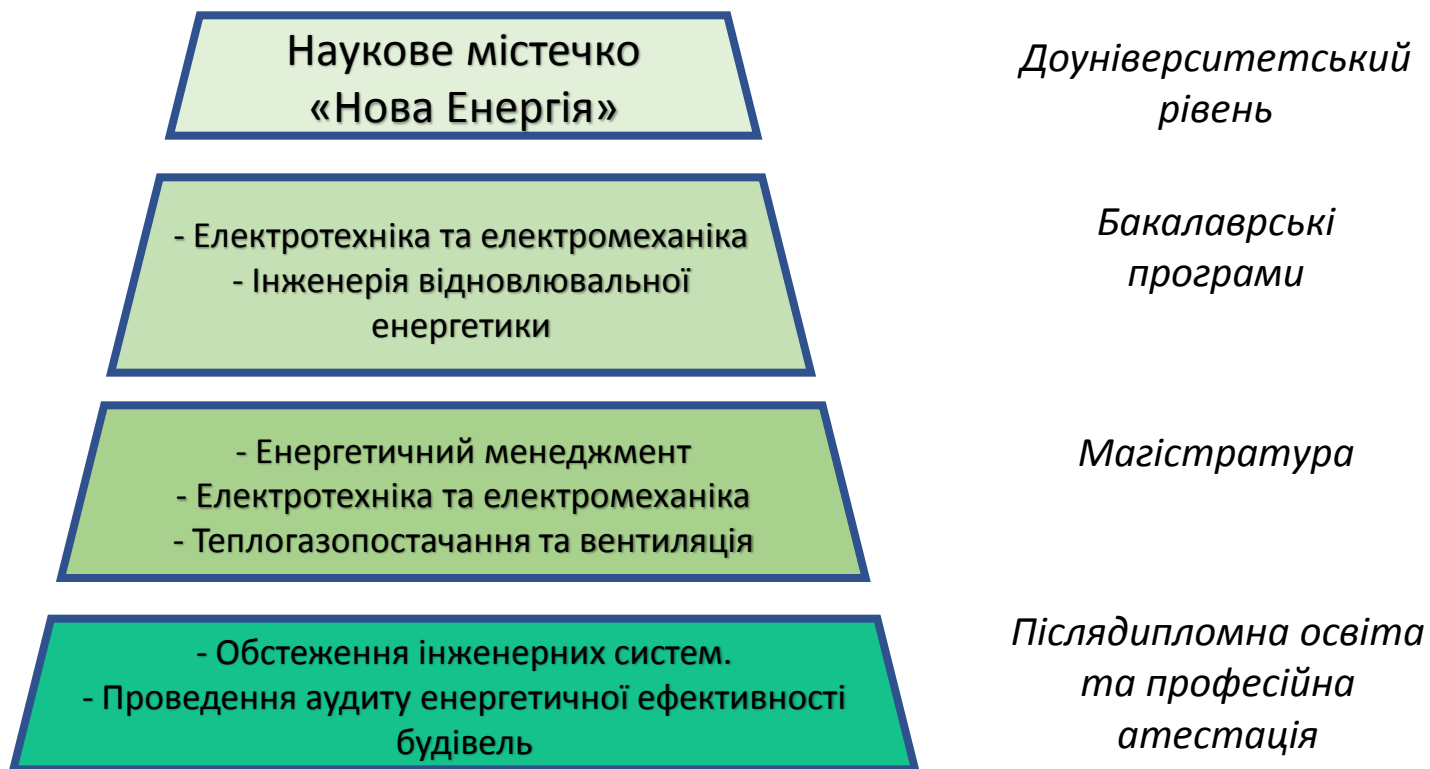 Наукове містечко
«Нова Енергія»
Доуніверситетський
рівень
- Електротехніка та електромеханіка
- Інженерія відновлювальної
енергетики
Бакалаврські
програми
- Енергетичний менеджмент
- Електротехніка та електромеханіка
- Теплогазопостачання та вентиляція
Магістратура
- Обстеження інженерних систем.
- Проведення аудиту енергетичної ефективності
будівель
Післядипломна освіта
та професійна
атестація